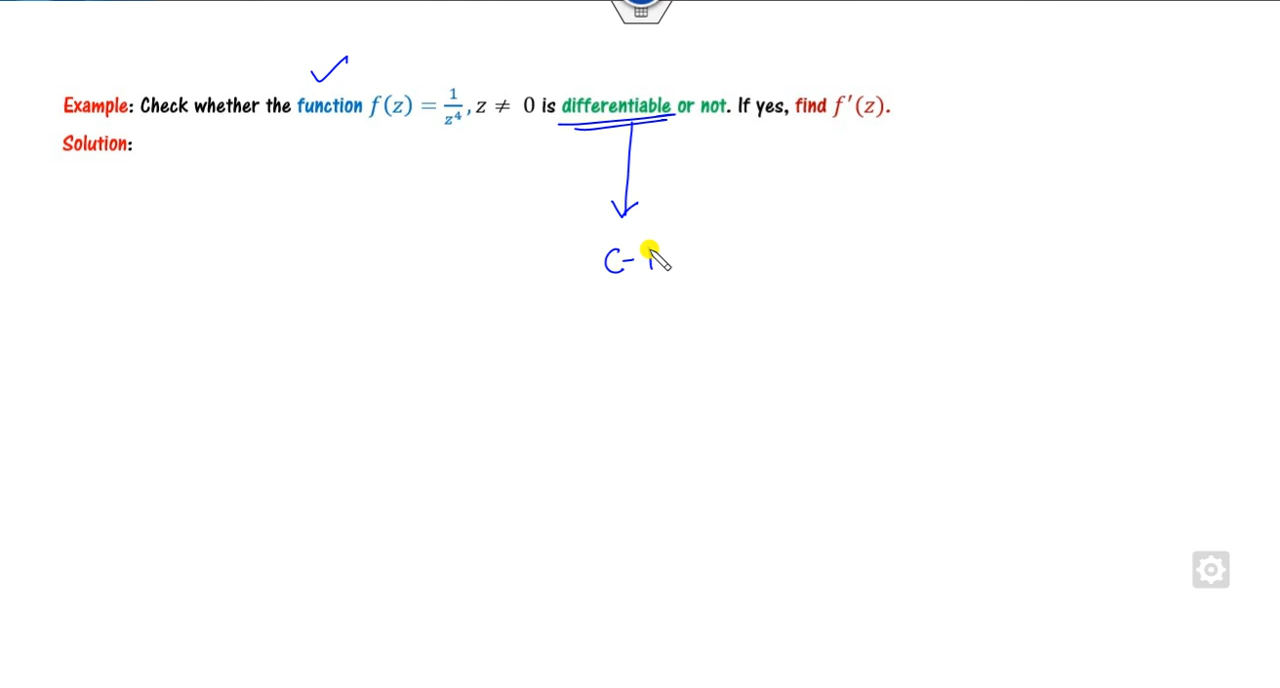 Example: Check whether the function f(z) = 1/z⁴, z ≠ 0 is differentiable or not. If yes, find f′(z).
Solution:
C-